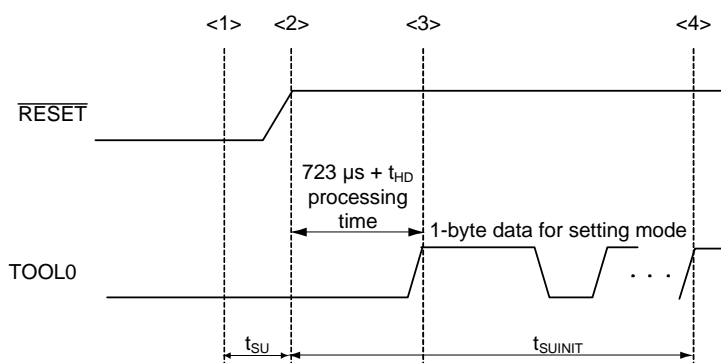 <1> <2> <3> <4>
RESET
723 µs + tHD
processing
time
1-byte data for setting mode
TOOL0
. . .
tSU
tSUINIT